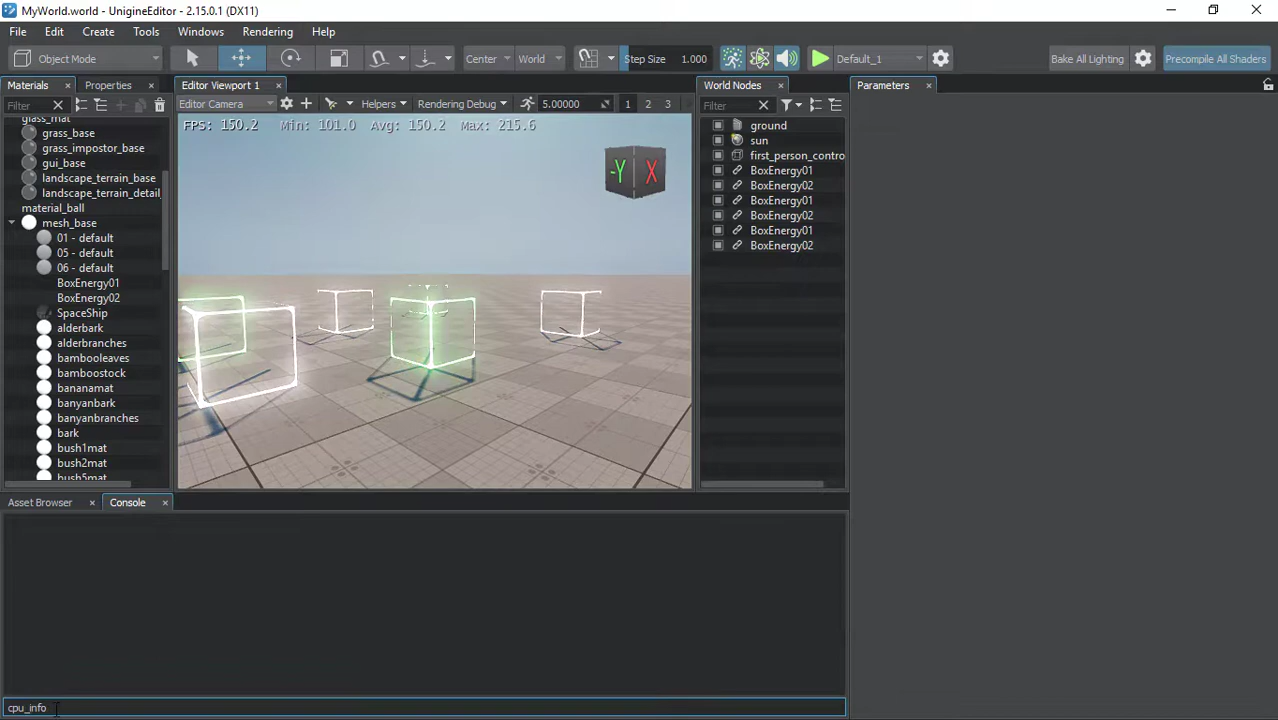 MyWorld.world - UnigineEditor - 2.15.0.1 (DX11)
File Edit Create Tools Windows Rendering Help
Object Mode Center World Step Size 1.000 Default_1 Bake All Lighting Precompile All Shaders
Materials Properties Editor Viewport 1 World Nodes Parameters
Filter Editor Camera Helpers Rendering Debug 5.00000 1 2 3 Filter
glass_mat
grass_base
grass_impostor_base
gui_base
landscape_terrain_base
landscape_terrain_detail_
material_ball
mesh_base
01 - default
05 - default
06 - default
BoxEnergy01
BoxEnergy02
SpaceShip
alderbark
alderbranches
bambooleaves
bamboostock
bananamat
banyanbark
banyanbranches
bark
bush1mat
bush2mat
bush5mat
FPS: 150.2 Min: 101.0 Avg: 150.2 Max: 215.6
-Y X
ground
sun
first_person_contro
BoxEnergy01
BoxEnergy02
BoxEnergy01
BoxEnergy02
BoxEnergy01
BoxEnergy02
Asset Browser Console
cpu_info